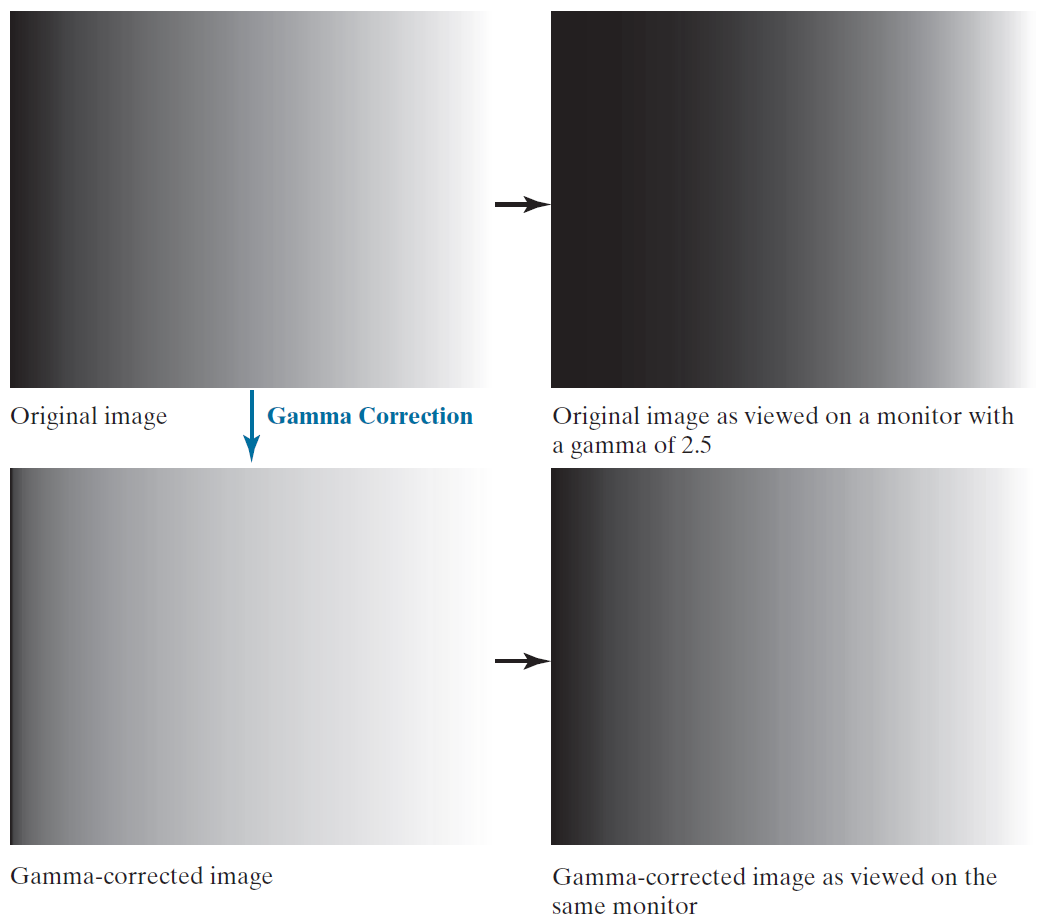 Original image
Gamma Correction
Original image as viewed on a monitor with
a gamma of 2.5
Gamma-corrected image
Gamma-corrected image as viewed on the
same monitor